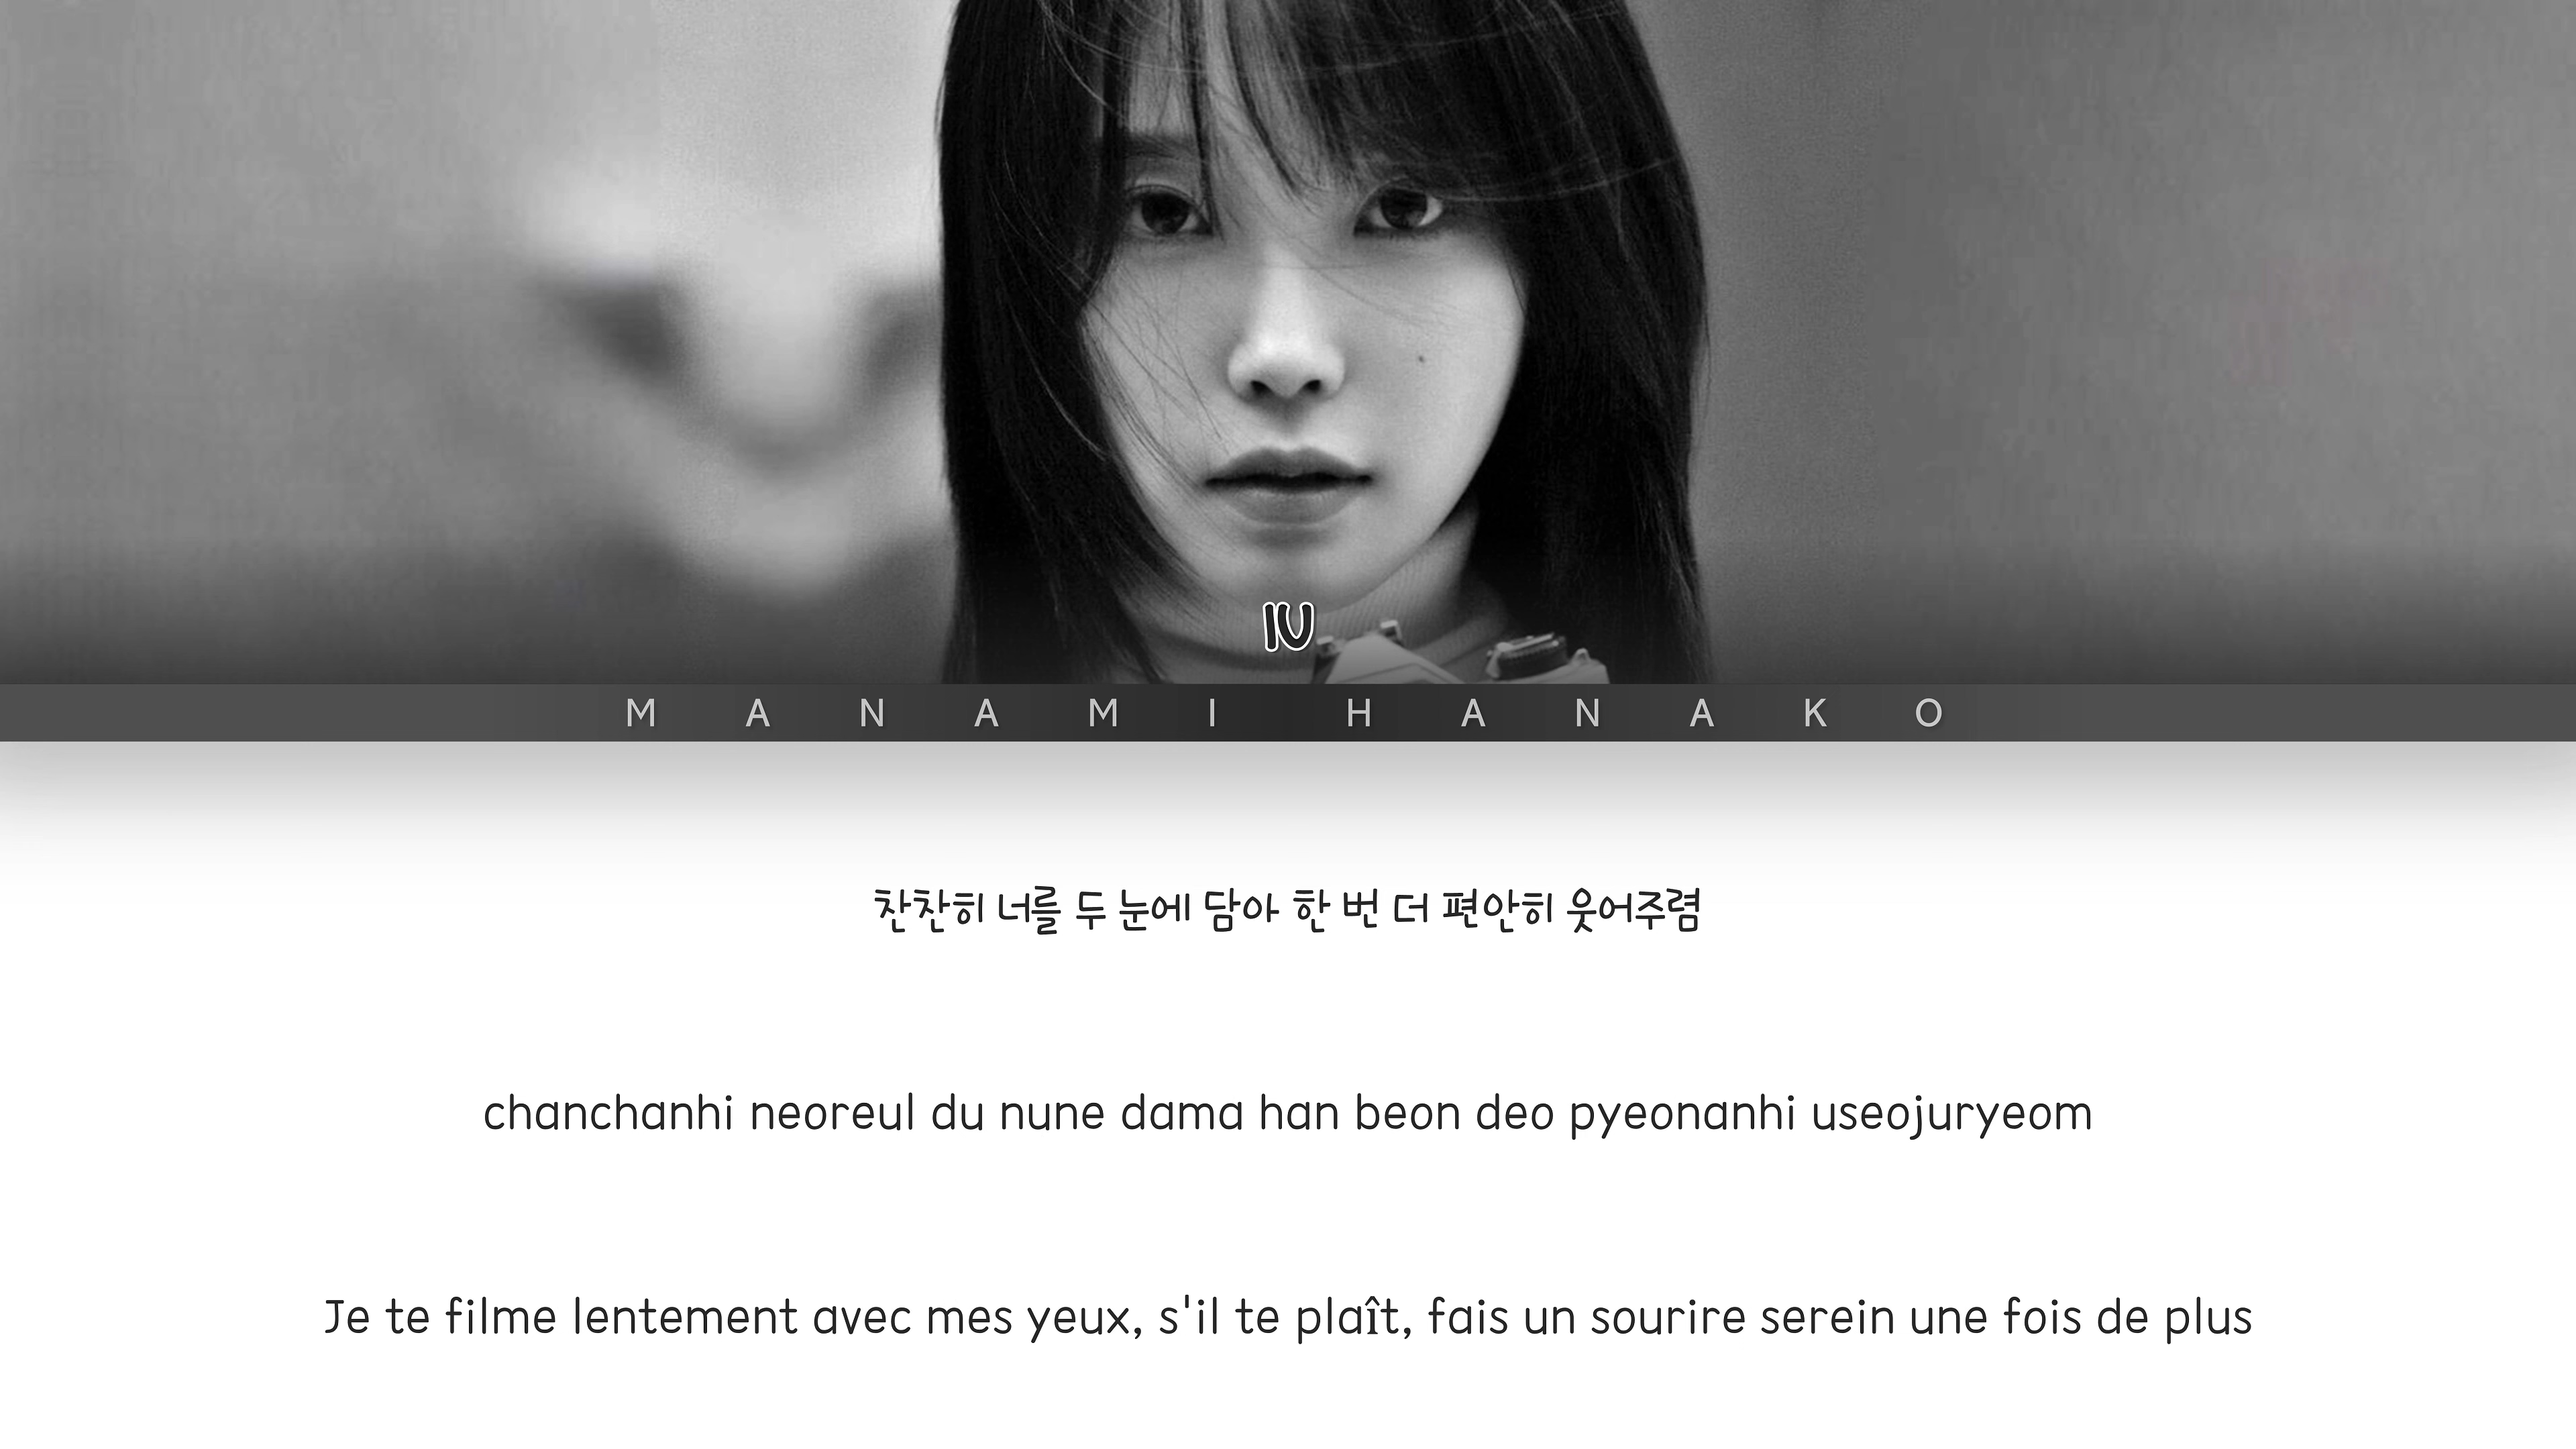 IU
MANAMI HANAKO
찬찬히 너를 두 눈에 담아 한 번 더 편안히 웃어주렴
chanchanhi neoreul du nune dama han beon deo pyeonanhi useojuryeom
Je te filme lentement avec mes yeux, s'il te plaît, fais un sourire serein une fois de plus